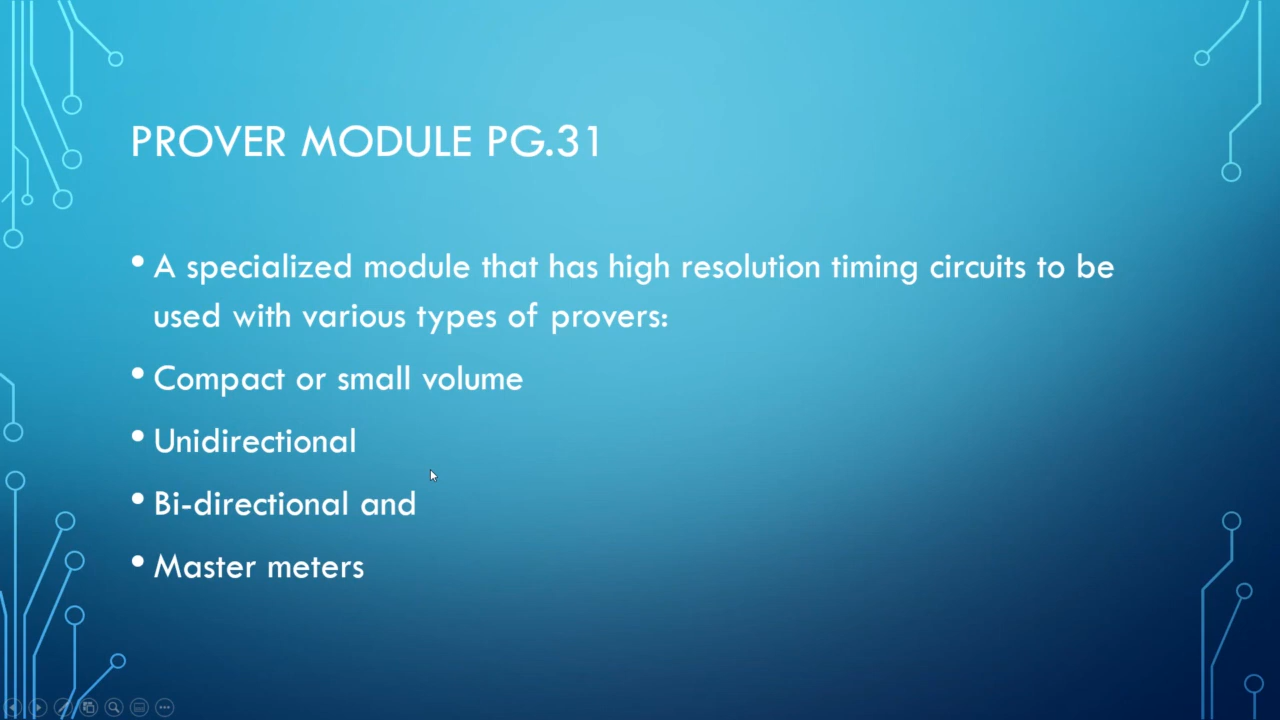 PROVER MODULE PG.31
• A specialized module that has high resolution timing circuits to be
used with various types of provers:
• Compact or small volume
• Unidirectional
• Bi-directional and
• Master meters